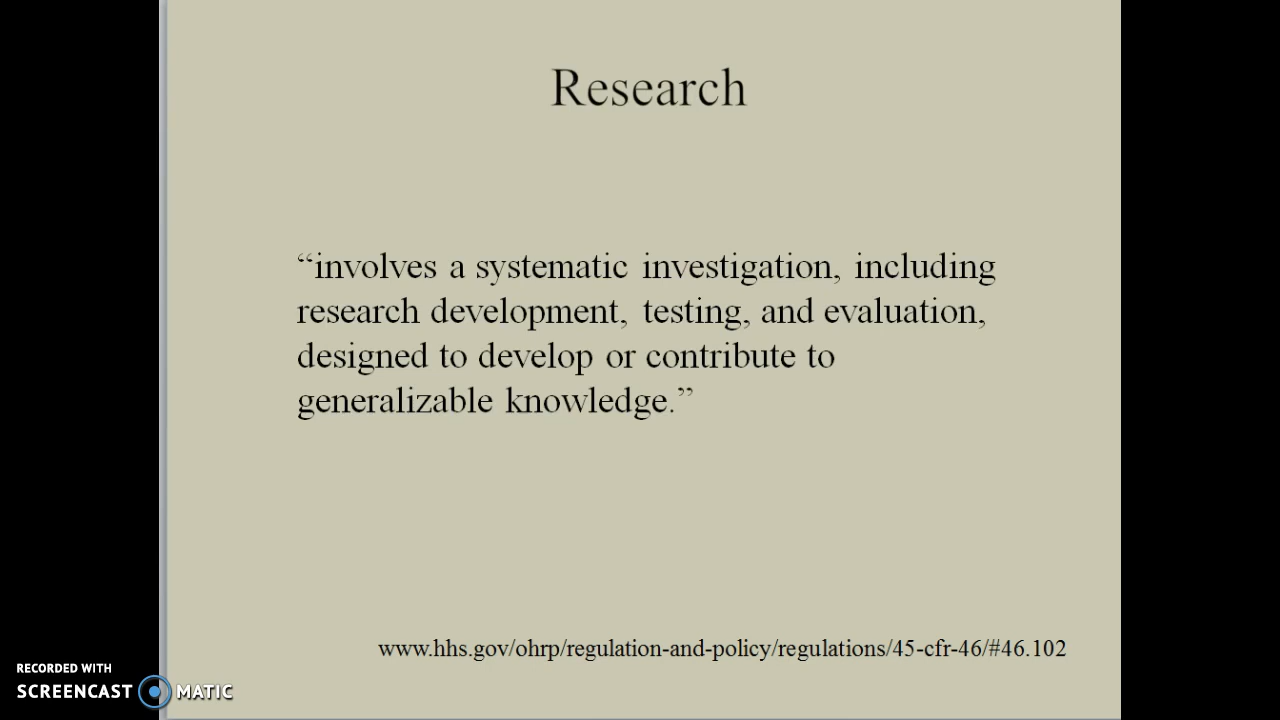 Research
“involves a systematic investigation, including
research development, testing, and evaluation,
designed to develop or contribute to
generalizable knowledge.”
www.hhs.gov/ohrp/regulation-and-policy/regulations/45-cfr-46/#46.102
RECORDED WITH
SCREENCAST MATIC